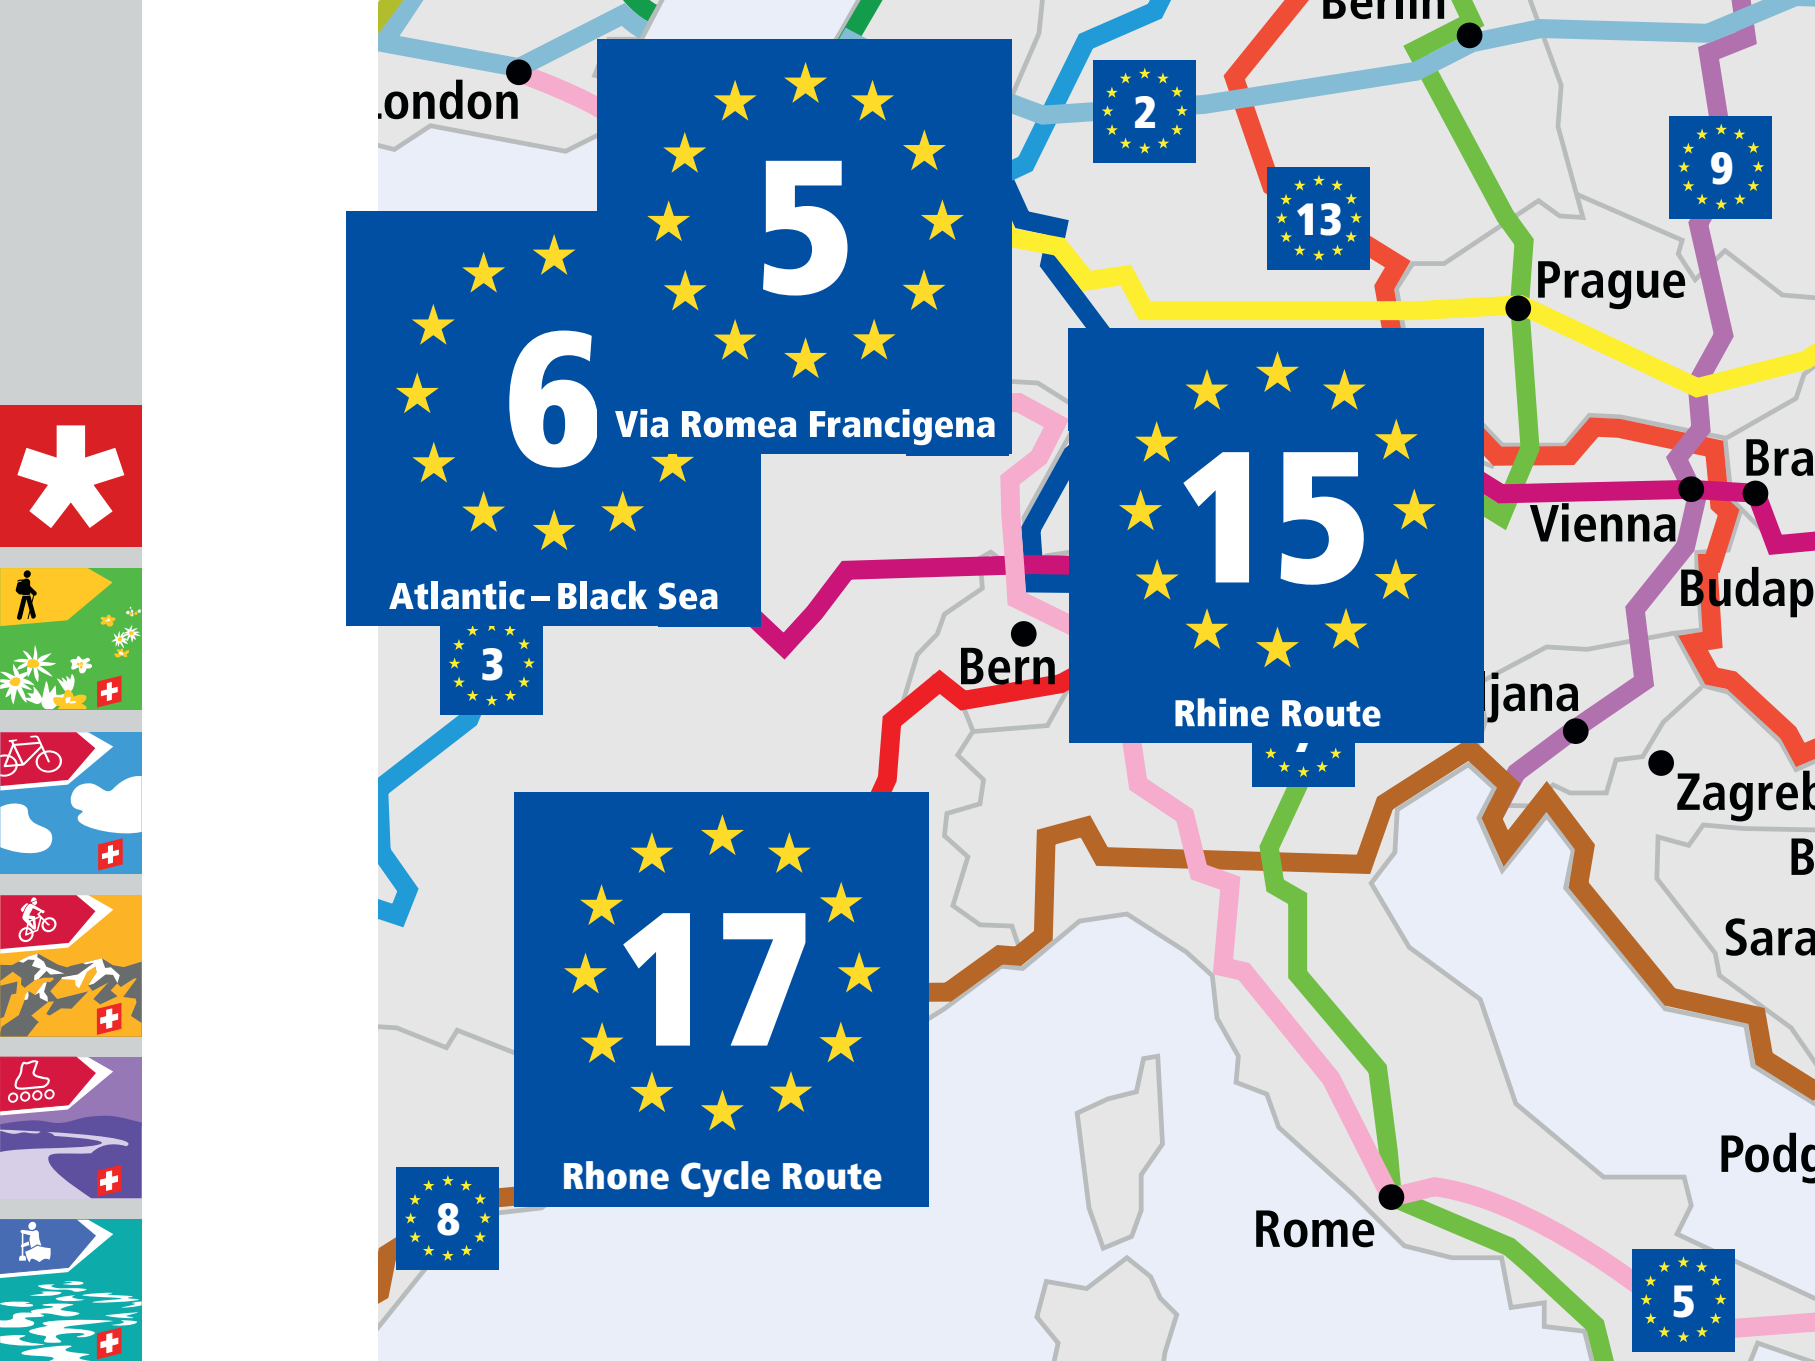 Berlin
London
2
9
5
13
Prague
6
Via Romea Francigena
15
Bra
Vienna
Budap
Atlantic – Black Sea
3
Bern
jana
Rhine Route
7
Zagreb
B
17
Sara
Podg
Rhone Cycle Route
8
Rome
5